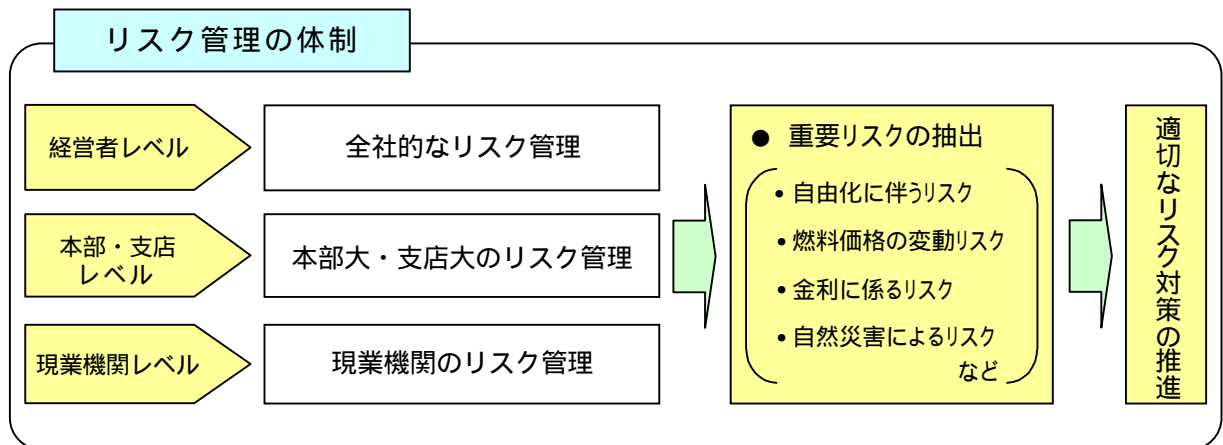 リスク管理の体制
経営者レベル
全社的なリスク管理
本部・支店
レベル
本部大・支店大のリスク管理
現業機関レベル
現業機関のリスク管理
● 重要リスクの抽出
• 自由化に伴うリスク
• 燃料価格の変動リスク
• 金利に係るリスク
• 自然災害によるリスク
など
適切なリスク対策の推進